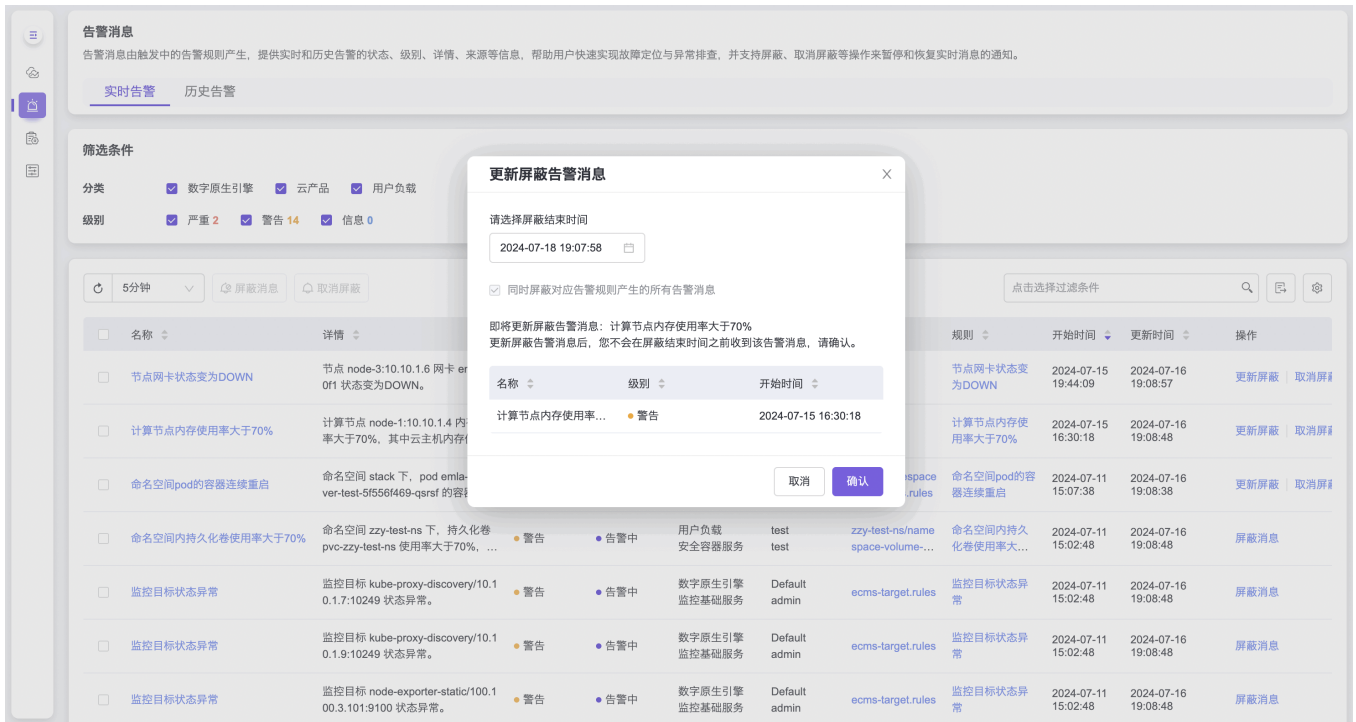 告警消息
告警消息由触发中的告警规则产生，提供实时和历史告警的状态、级别、详情、来源等信息，帮助用户快速实现故障定位与异常排查，并支持屏蔽、取消屏蔽等操作来暂停和恢复实时消息的通知。
实时告警 历史告警
筛选条件
分类 数字原生引擎 云产品 用户负载
级别 严重 2 警告 14 信息 0
更新屏蔽告警消息
请选择屏蔽结束时间
2024-07-18 19:07:58
同时屏蔽对应告警规则产生的所有告警消息
即将更新屏蔽告警消息：计算节点内存使用率大于70%
更新屏蔽告警消息后，您不会在屏蔽结束时间之前收到该告警消息，请确认。
名称 级别 开始时间
计算节点内存使用率... 警告 2024-07-15 16:30:18
取消 确认
5分钟 屏蔽消息 取消屏蔽 点击选择过滤条件
名称 详情 规则 开始时间 更新时间 操作
节点网卡状态变为DOWN
节点 node-3:10.10.1.6 网卡 
0f1 状态变为DOWN。
节点网卡状态变
为DOWN
2024-07-15
19:44:09
2024-07-16
19:08:57
更新屏蔽 取消屏
计算节点内存使用率大于70%
计算节点 node-1:10.10.1.4 内
率大于70%，其中云主机内存
计算节点内存使
用率大于70%
2024-07-15
16:30:18
2024-07-16
19:08:48
更新屏蔽 取消屏
命名空间pod的容器连续重启
命名空间 stack 下，pod emla-
ver-test-5f556f469-qsrsf 的容
espace
.rules
命名空间pod的容
器连续重启
2024-07-11
15:07:38
2024-07-16
19:08:38
更新屏蔽 取消屏
命名空间内持久化卷使用率大于70%
命名空间 zzy-test-ns 下，持久化卷
pvc-zzy-test-ns 使用率大于70%，...
警告
告警中
用户负载
安全容器服务
test
test
zzy-test-ns/name
space-volume-...
命名空间内持久
化卷使用率大...
2024-07-11
15:02:48
2024-07-16
19:08:48
屏蔽消息
监控目标状态异常
监控目标 kube-proxy-discovery/10.1
0.1.7:10249 状态异常。
警告
告警中
数字原生引擎
监控基础服务
Default
admin
ecms-target.rules
监控目标状态异
常
2024-07-11
15:02:48
2024-07-16
19:08:48
屏蔽消息
监控目标状态异常
监控目标 kube-proxy-discovery/10.1
0.1.9:10249 状态异常。
警告
告警中
数字原生引擎
监控基础服务
Default
admin
ecms-target.rules
监控目标状态异
常
2024-07-11
15:02:48
2024-07-16
19:08:48
屏蔽消息
监控目标状态异常
监控目标 node-exporter-static/100.1
00.3.101:9100 状态异常。
警告
告警中
数字原生引擎
监控基础服务
Default
admin
ecms-target.rules
监控目标状态异
常
2024-07-11
15:02:48
2024-07-16
19:08:48
屏蔽消息